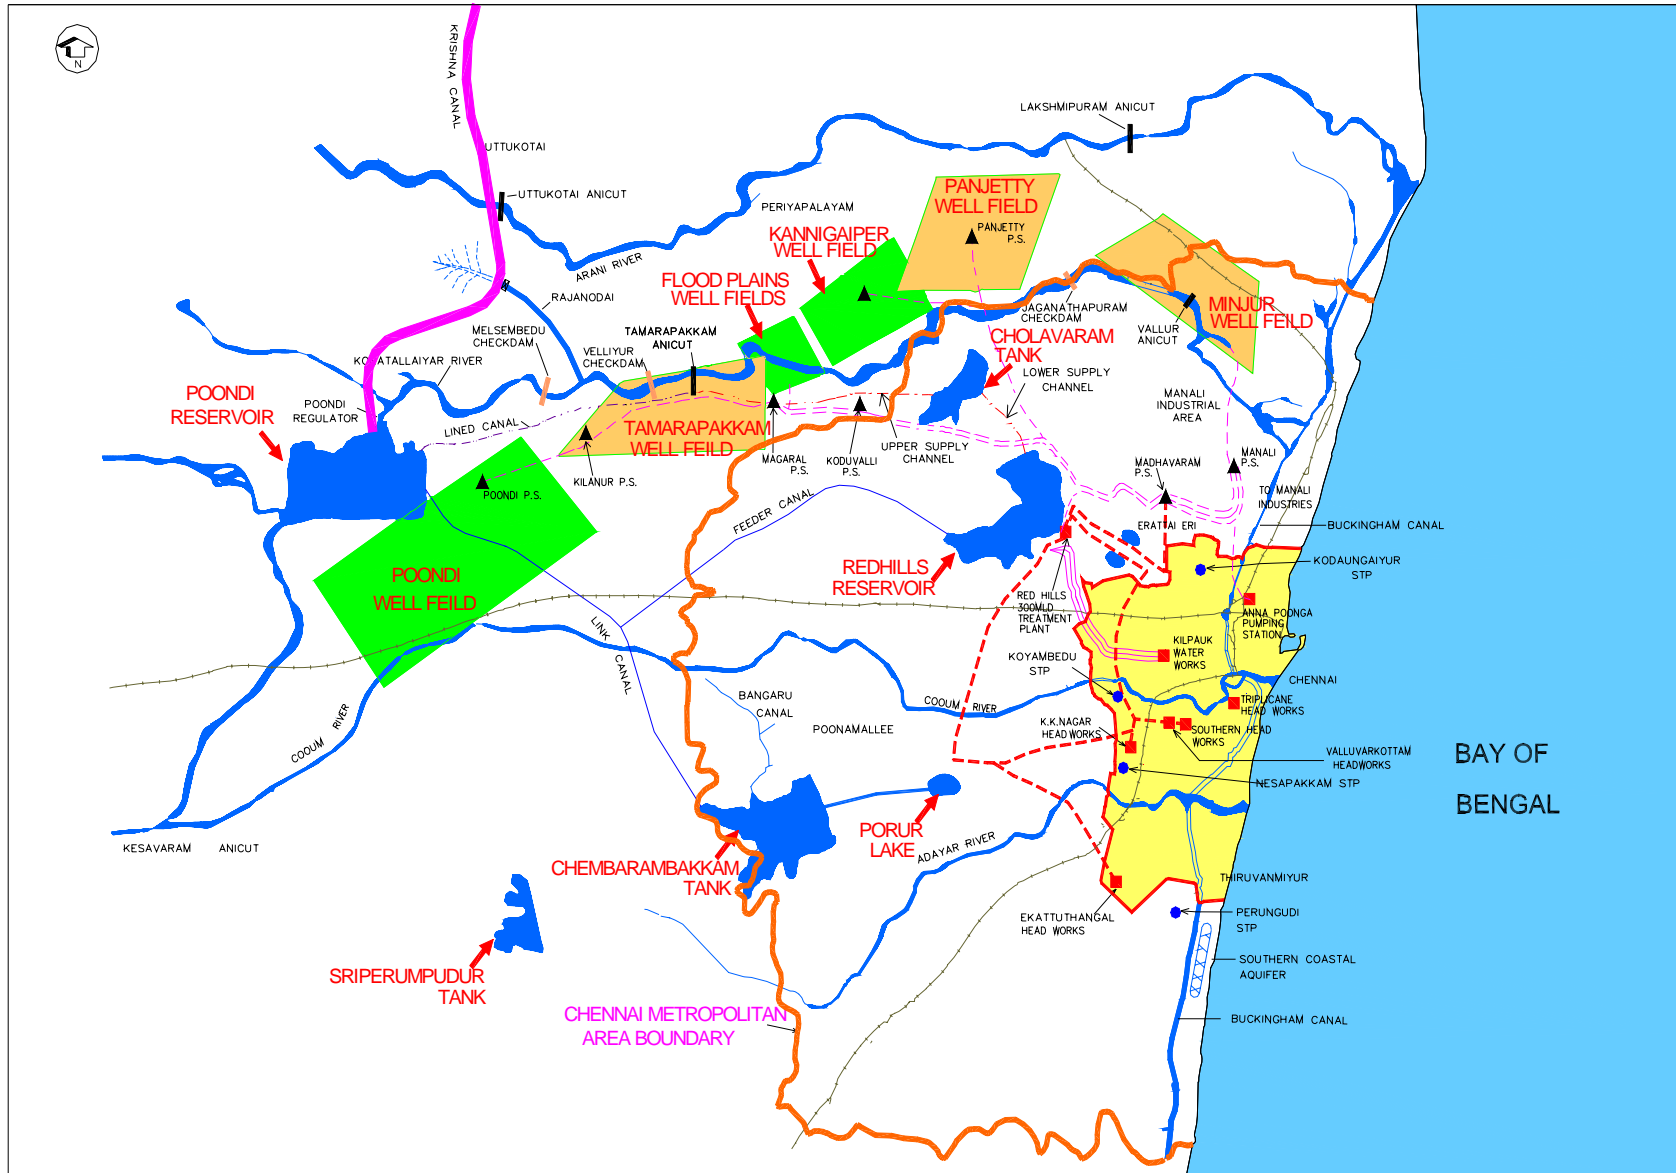 N
KRISHNA CANAL
UTTUKOTAI
UTTUKOTAI ANICUT
LAKSHMIPURAM ANICUT
PERIYAPALAYAM
PANJETTY
WELL FIELD
PANJETTY
P.S.
KANNIGAIPER
WELL FIELD
ARANI RIVER
FLOOD PLAINS
WELL FIELDS
RAJANODAI
MELSEMBEDU
CHECKDAM
TAMARAPAKKAM
ANICUT
VELLIYUR
CHECKDAM
JAGANATHAPURAM
CHECKDAM
MINJUR
WELL FEILD
VALLUR
ANICUT
CHOLAVARAM
TANK
LOWER SUPPLY
CHANNEL
KOSATALLAIYAR RIVER
POONDI
RESERVOIR
POONDI
REGULATOR
LINED CANAL
TAMARAPAKKAM
WELL FEILD
MANALI
INDUSTRIAL
AREA
UPPER SUPPLY
CHANNEL
MAGARAL
P.S.
KODUVALLI
P.S.
MADHAVARAM
P.S.
MANALI
P.S.
KILANUR P.S.
POONDI P.S.
TO MANALI
INDUSTRIES
FEEDER CANAL
ERATTAI ERI
BUCKINGHAM CANAL
KODAUNGAIYUR
STP
REDHILLS
RESERVOIR
POONDI
WELL FEILD
RED HILLS
300MLD
TREATMENT
PLANT
ANNA POONGA
PUMPING
STATION
LINK
CANAL
KILPAUK
WATER
WORKS
KOYAMBEDU
STP
CHENNAI
BANGARU
CANAL
COOUM RIVER
COOUM RIVER
TRIPLICANE
HEAD WORKS
POONAMALLEE
K.K.NAGAR
HEADWORKS
SOUTHERN HEAD
WORKS
VALLUVARKOTTAM
HEADWORKS
BAY OF
BENGAL
NESAPAKKAM STP
KESAVARAM ANICUT
PORUR
LAKE
ADAYAR RIVER
CHEMBARAMBAKKAM
TANK
THIRUVANMIYUR
EKATTUTHANGAL
HEAD WORKS
PERUNGUDI
STP
SRIPERUMPUDUR
TANK
SOUTHERN COASTAL
AQUIFER
CHENNAI METROPOLITAN
AREA BOUNDARY
BUCKINGHAM CANAL